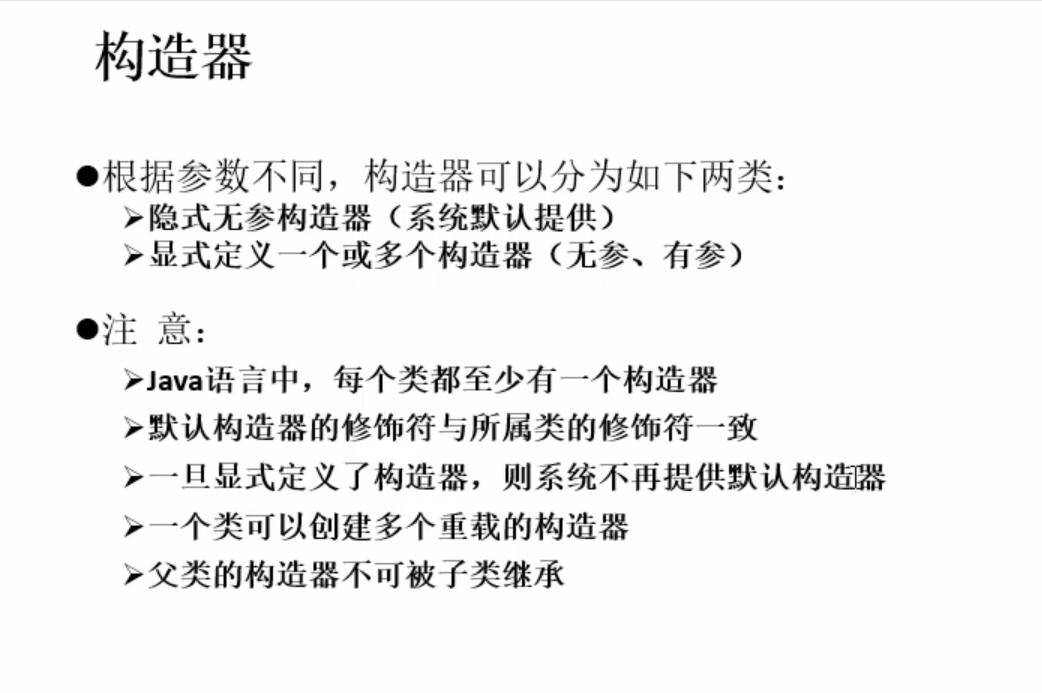 构造器
●根据参数不同，构造器可以分为如下两类：
➢隐式无参构造器（系统默认提供）
➢显式定义一个或多个构造器（无参、有参）
●注 意：
➢Java语言中，每个类都至少有一个构造器
➢默认构造器的修饰符与所属类的修饰符一致
➢一旦显式定义了构造器，则系统不再提供默认构造器
➢一个类可以创建多个重载的构造器
➢父类的构造器不可被子类继承